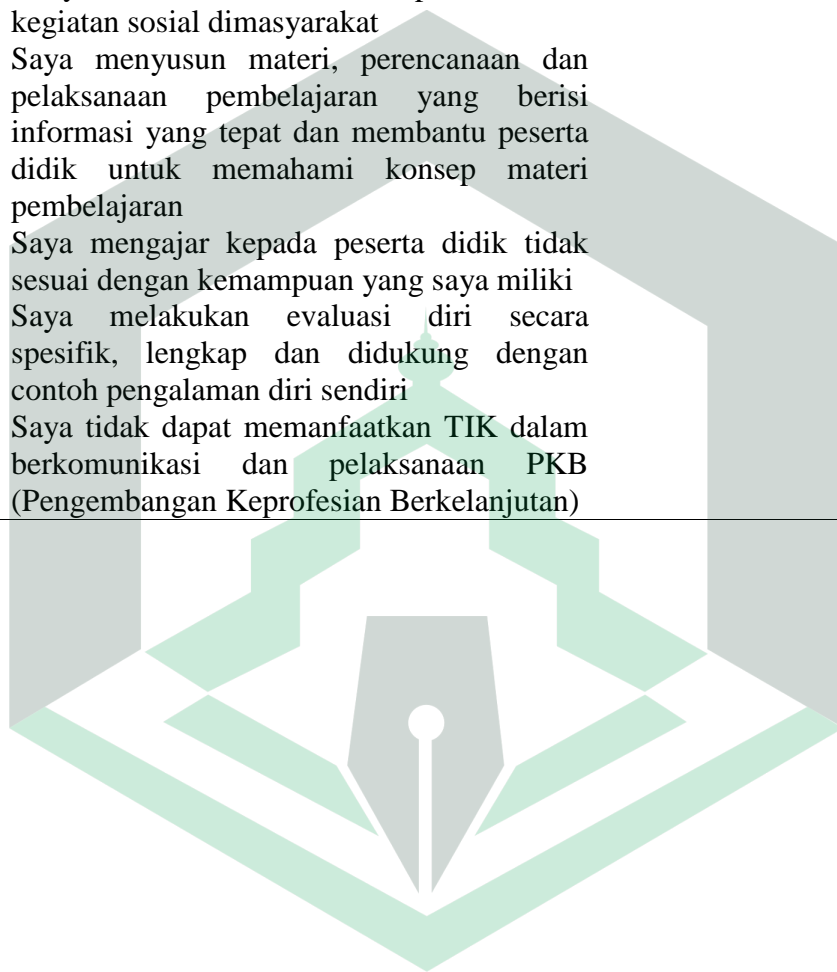 kegiatan sosial dimasyarakat
Saya menyusun materi, perencanaan dan
pelaksanaan pembelajaran yang berisi
informasi yang tepat dan membantu peserta
didik untuk memahami konsep materi
pembelajaran
Saya mengajar kepada peserta didik tidak
sesuai dengan kemampuan yang saya miliki
Saya melakukan evaluasi diri secara
spesifik, lengkap dan didukung dengan
contoh pengalaman diri sendiri
Saya tidak dapat memanfaatkan TIK dalam
berkomunikasi dan pelaksanaan PKB
(Pengembangan Keprofesian Berkelanjutan)